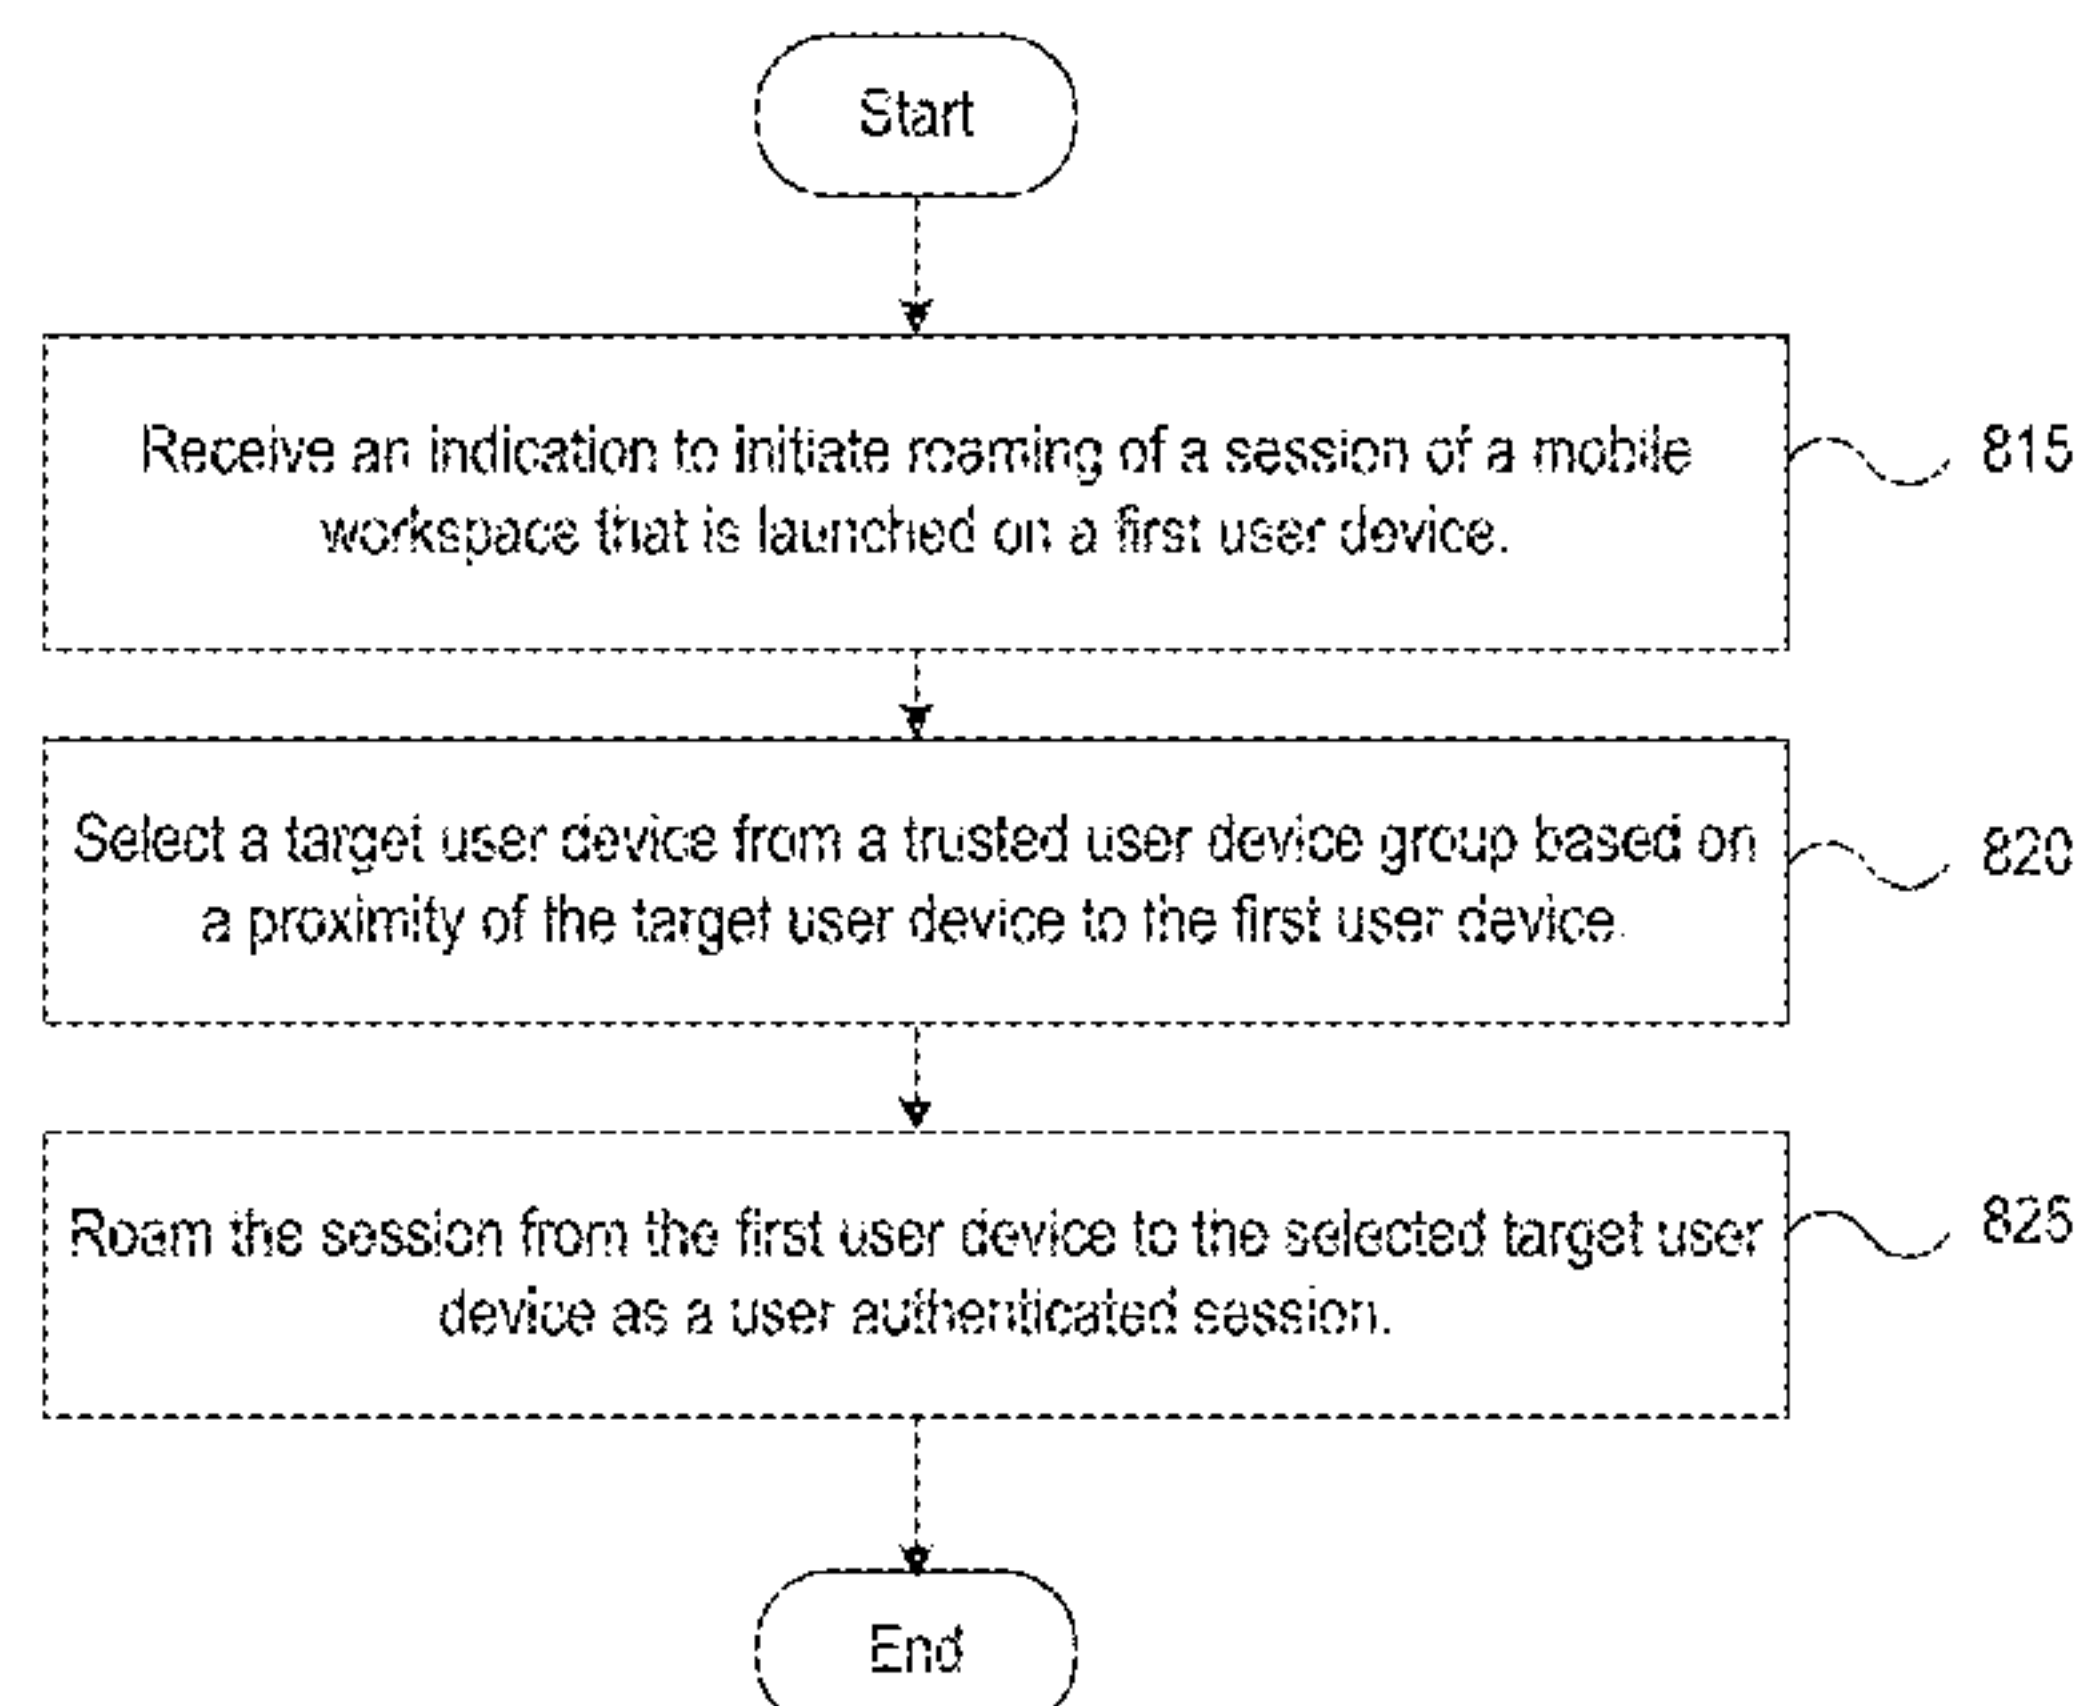 Start
Receive an indication to initiate roaming of a session of a mobile
workspace that is launched on a first user device.
815
Select a target user device from a trusted user device group based on
a proximity of the target user device to the first user device.
820
Roam the session from the first user device to the selected target user
device as a user authenticated session.
825
End